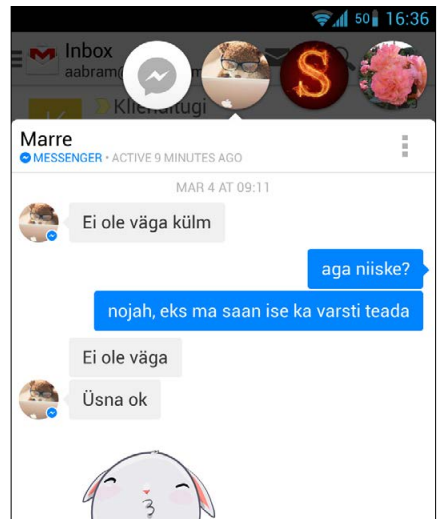 50 16:36
Inbox
aabram
S
Klienditugi
Marre
MESSENGER • ACTIVE 9 MINUTES AGO
MAR 4 AT 09:11
Ei ole väga külm
aga niiske?
nojah, eks ma saan ise ka varsti teada
Ei ole väga
Üsna ok